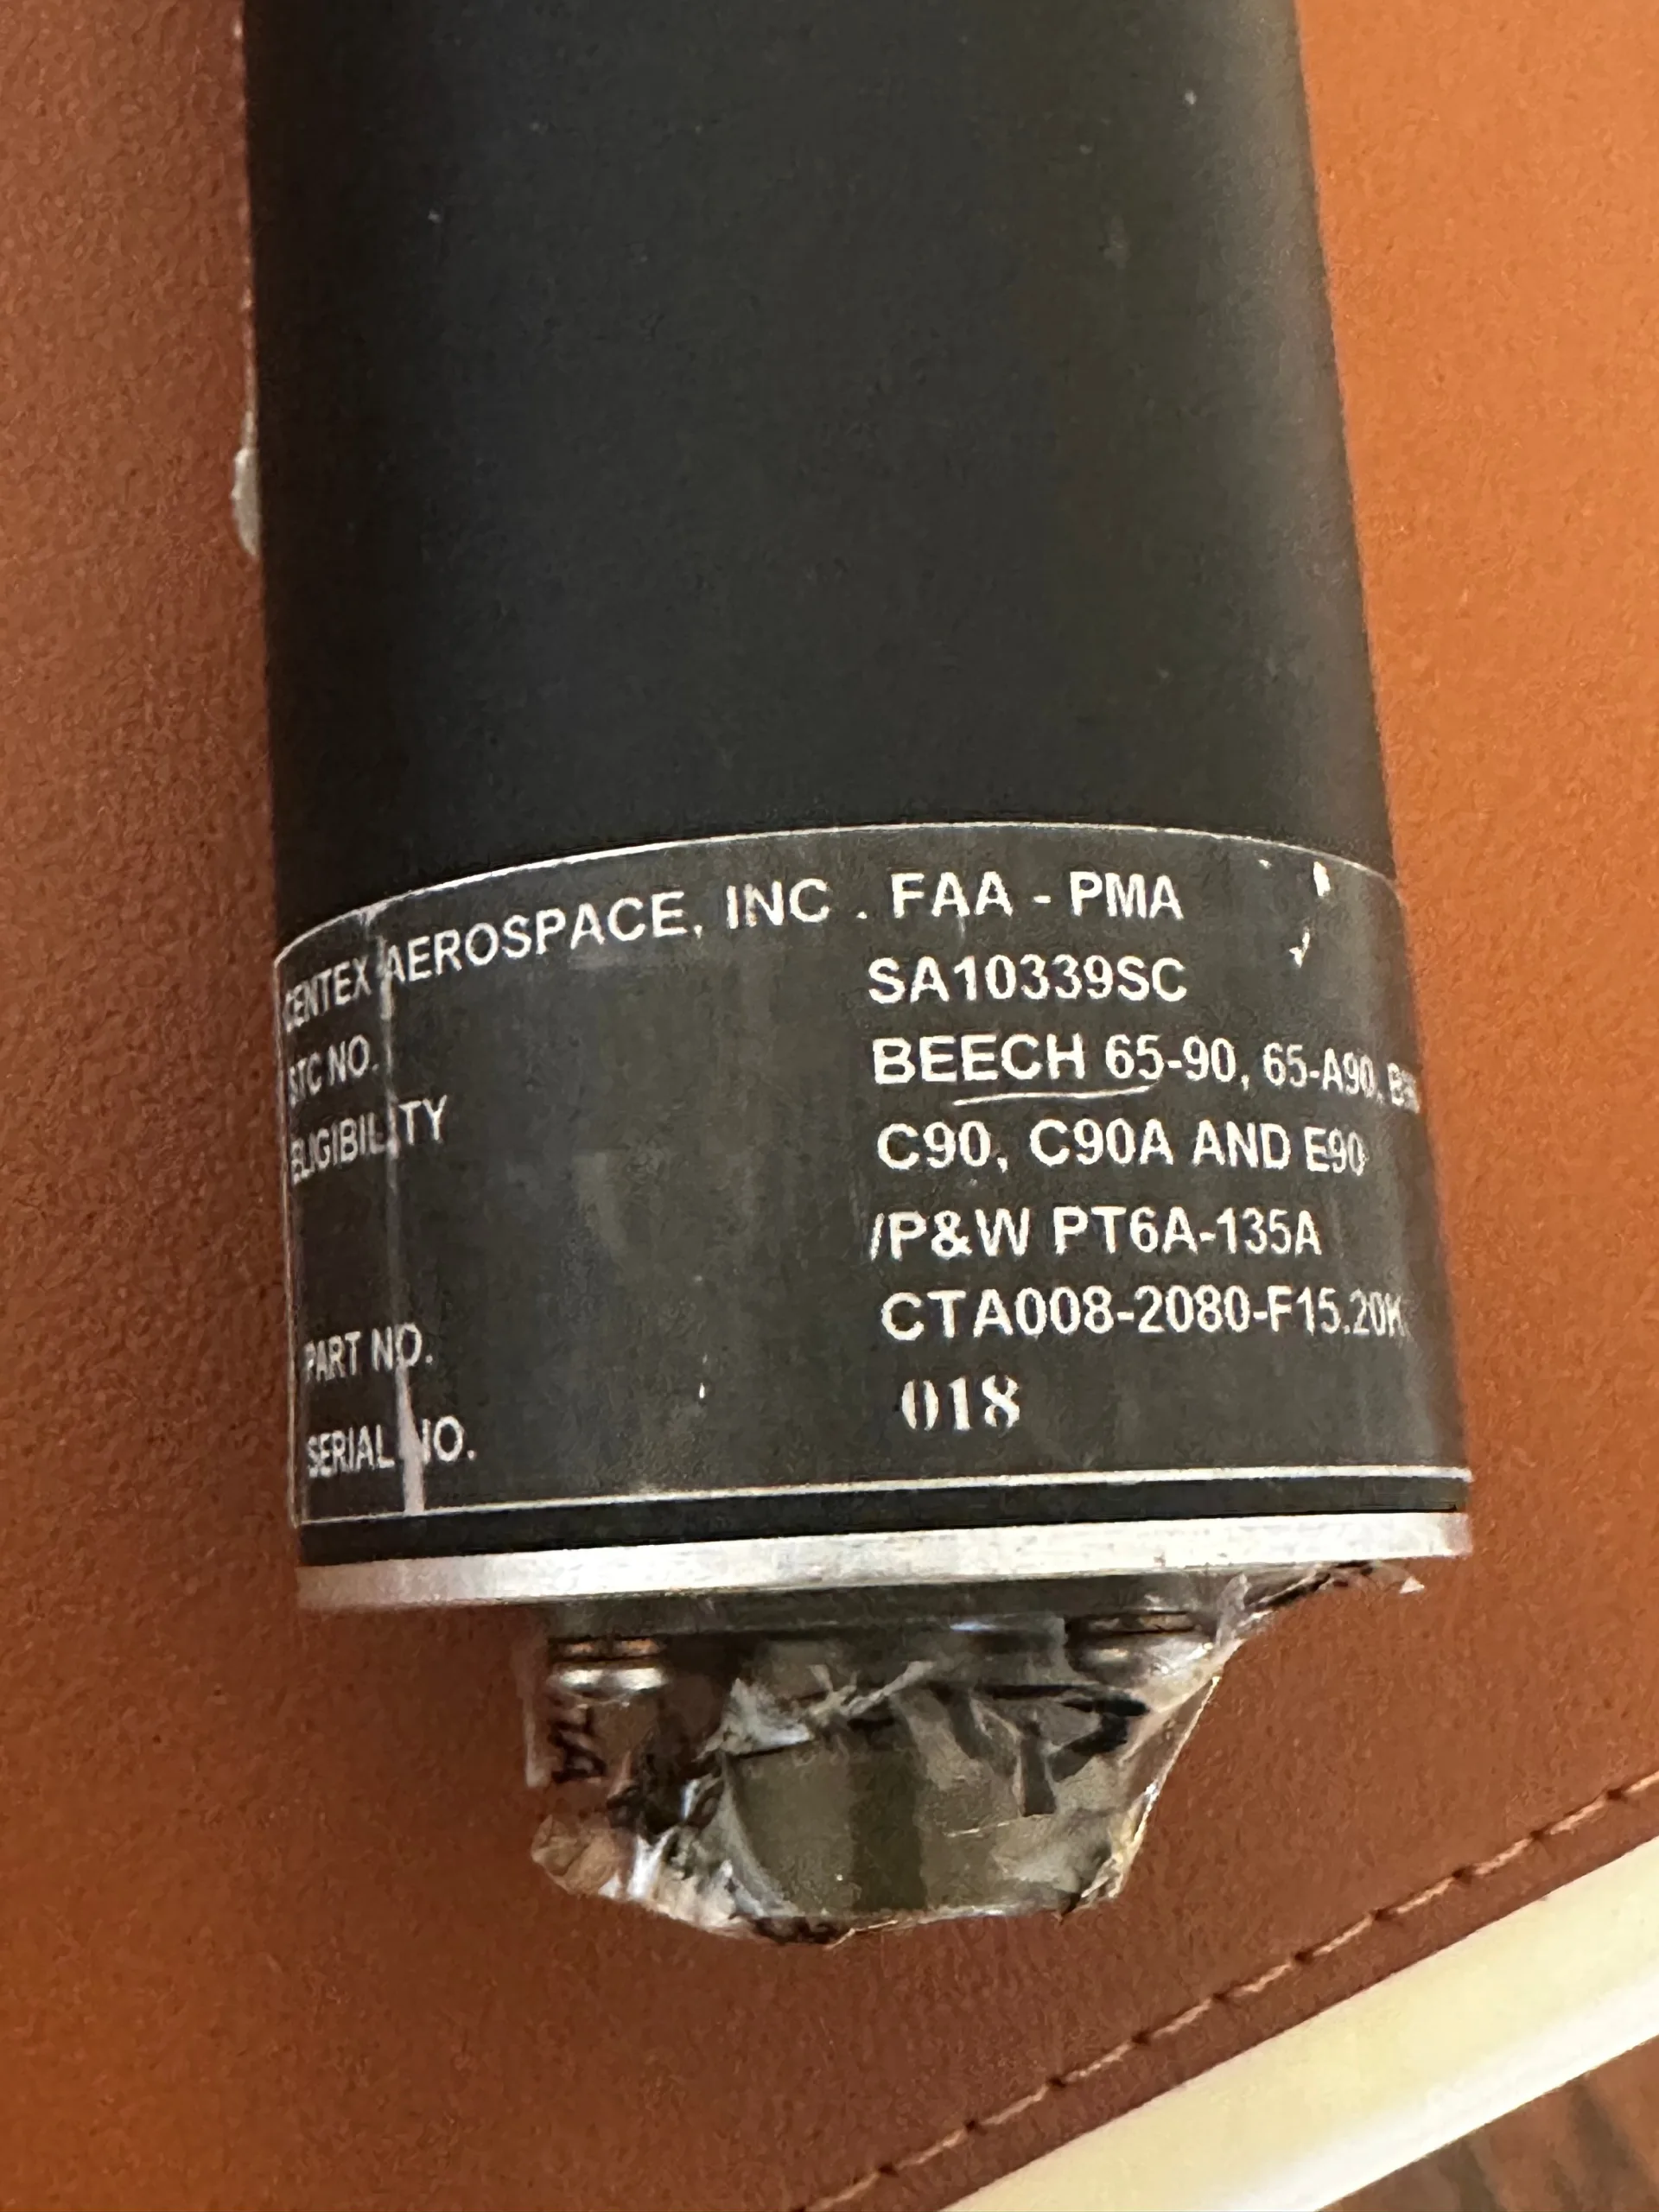 CENTEX AEROSPACE, INC . FAA - PMA
STC NO. SA10339SC
ELIGIBILITY BEECH 65-90, 65-A90,
C90, C90A AND E90
/P&W PT6A-135A
PART NO. CTA008-2080-F15.20K
SERIAL NO. 018